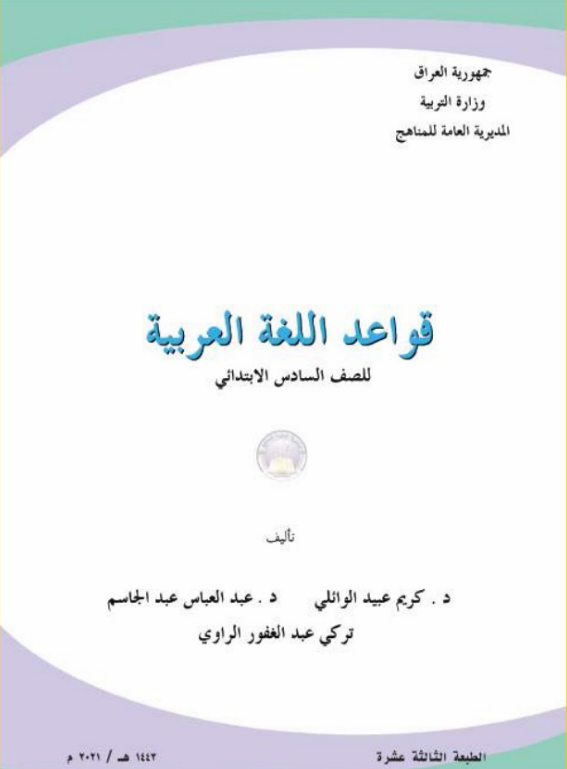 جمهورية العراق
وزارة التربية
المديرية العامة للمناهج
قواعد اللغة العربية
للصف السادس الابتدائي
تأليف
د . كريم عبيد الوائلي د . عبد العباس عبد الجاسم
تركي عبد الغفور الراوي
الطبعة الثالثة عشرة ١٤٤٣ هـ / ٢٠٢١ م